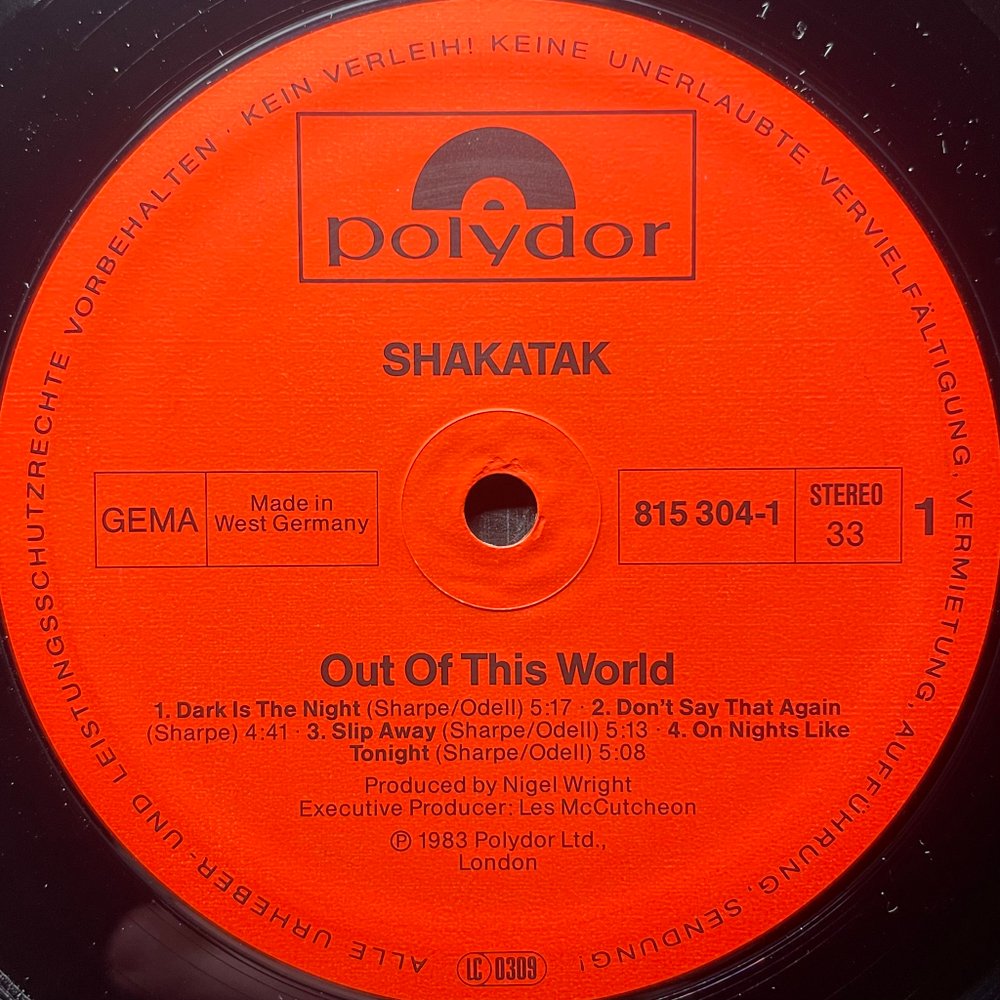 ALLE URHEBER- UND LEISTUNGSSCHUTZRECHTE VORBEHALTEN · KEIN VERLEIH! KEINE UNERLAUBTE VERVIELFÄLTIGUNG, VERMIETUNG, AUFFÜHRUNG, SENDUNG!
191
polydor
SHAKATAK
GEMA
Made in
West Germany
815 304-1
STEREO
33
1
Out Of This World
1. Dark Is The Night (Sharpe/Odell) 5:17 · 2. Don't Say That Again
(Sharpe) 4:41 · 3. Slip Away (Sharpe/Odell) 5:13 · 4. On Nights Like
Tonight (Sharpe/Odell) 5:08
Produced by Nigel Wright
Executive Producer: Les McCutcheon
℗ 1983 Polydor Ltd.,
London
LC 0309